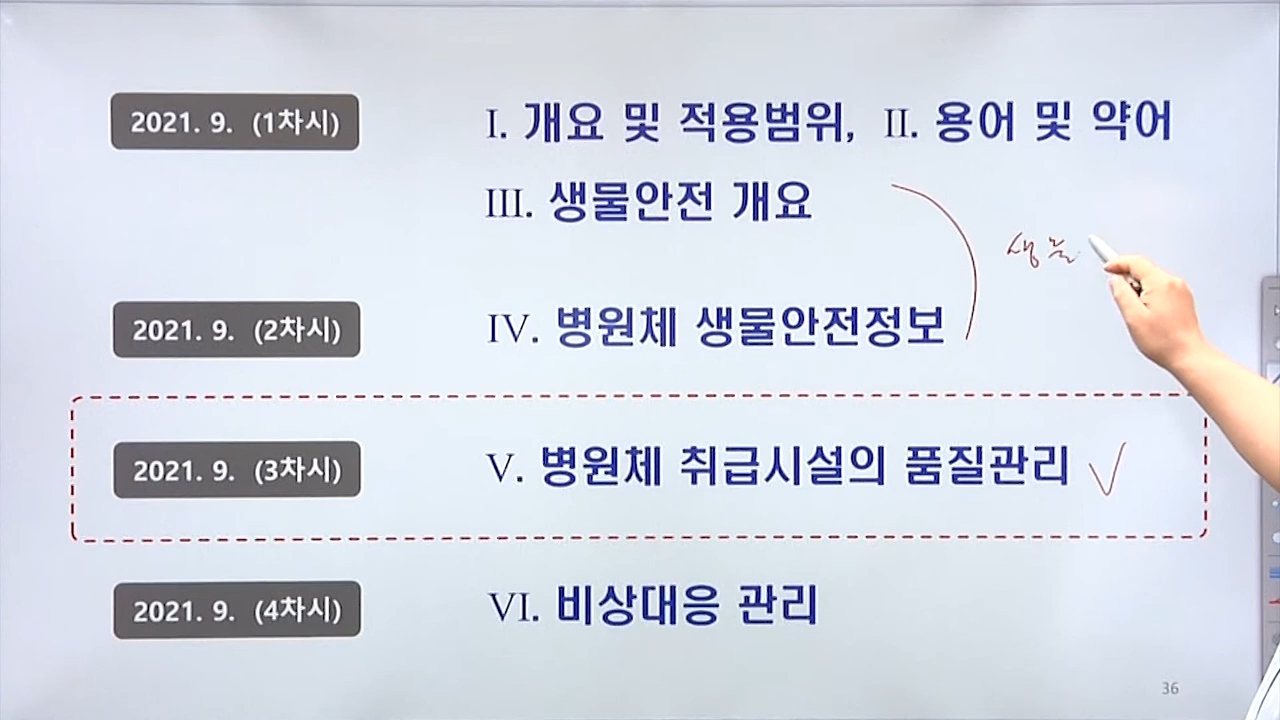 2021. 9. (1차시) I. 개요 및 적용범위, II. 용어 및 약어
III. 생물안전 개요
생물
2021. 9. (2차시) IV. 병원체 생물안전정보
2021. 9. (3차시) V. 병원체 취급시설의 품질관리
2021. 9. (4차시) VI. 비상대응 관리
36